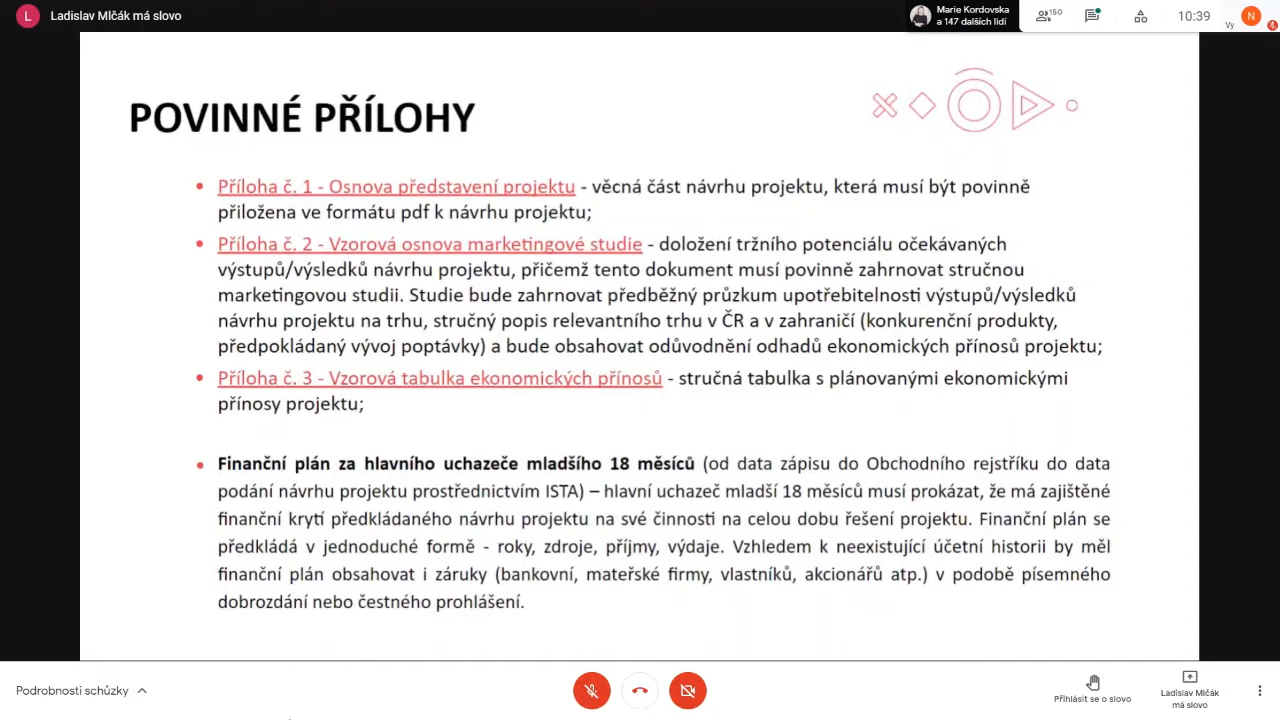 L Ladislav Mlčák má slovo
Marie Kordovska
a 147 dalších lidí
150
10:39
Vy
N
POVINNÉ PŘÍLOHY
• Příloha č. 1 - Osnova představení projektu - věcná část návrhu projektu, která musí být povinně
přiložena ve formátu pdf k návrhu projektu;
• Příloha č. 2 - Vzorová osnova marketingové studie - doložení tržního potenciálu očekávaných
výstupů/výsledků návrhu projektu, přičemž tento dokument musí povinně zahrnovat stručnou
marketingovou studii. Studie bude zahrnovat předběžný průzkum upotřebitelnosti výstupů/výsledků
návrhu projektu na trhu, stručný popis relevantního trhu v ČR a v zahraničí (konkurenční produkty,
předpokládaný vývoj poptávky) a bude obsahovat odůvodnění odhadů ekonomických přínosů projektu;
• Příloha č. 3 - Vzorová tabulka ekonomických přínosů - stručná tabulka s plánovanými ekonomickými
přínosy projektu;
• Finanční plán za hlavního uchazeče mladšího 18 měsíců (od data zápisu do Obchodního rejstříku do data
podání návrhu projektu prostřednictvím ISTA) – hlavní uchazeč mladší 18 měsíců musí prokázat, že má zajištěné
finanční krytí předkládaného návrhu projektu na své činnosti na celou dobu řešení projektu. Finanční plán se
předkládá v jednoduché formě - roky, zdroje, příjmy, výdaje. Vzhledem k neexistující účetní historii by měl
finanční plán obsahovat i záruky (bankovní, mateřské firmy, vlastníků, akcionářů atp.) v podobě písemného
dobrozdání nebo čestného prohlášení.
Podrobnosti schůzky
Přihlásit se o slovo
Ladislav Mlčák
má slovo